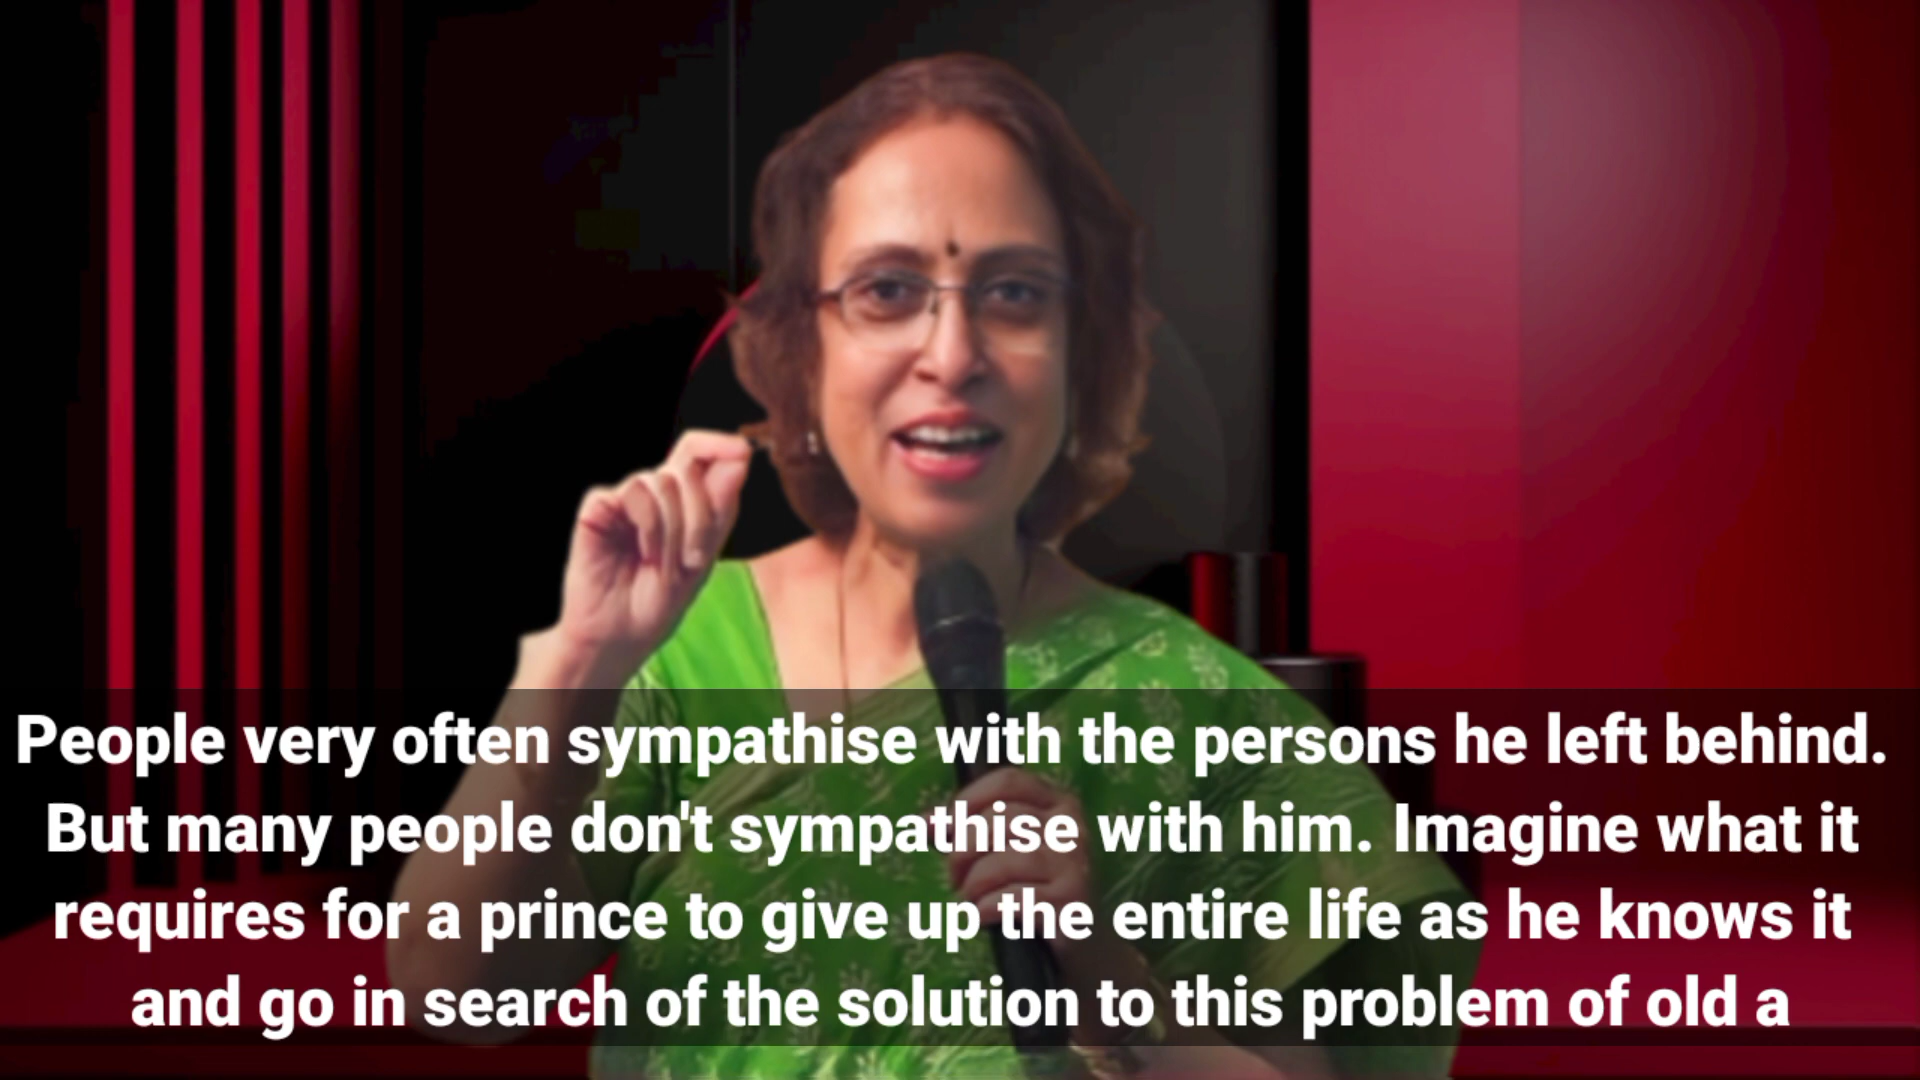 People very often sympathise with the persons he left behind.
But many people don't sympathise with him. Imagine what it
requires for a prince to give up the entire life as he knows it
and go in search of the solution to this problem of old a